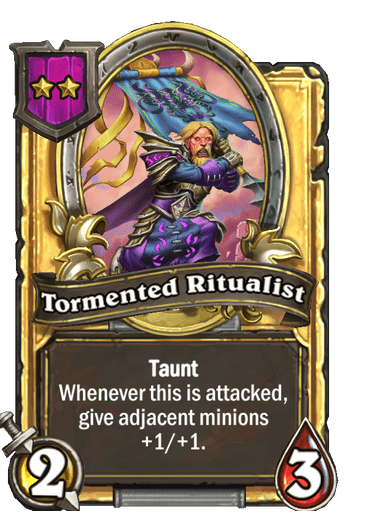 Tormented Ritualist
Taunt
Whenever this is attacked,
give adjacent minions
+1/+1.
2
3